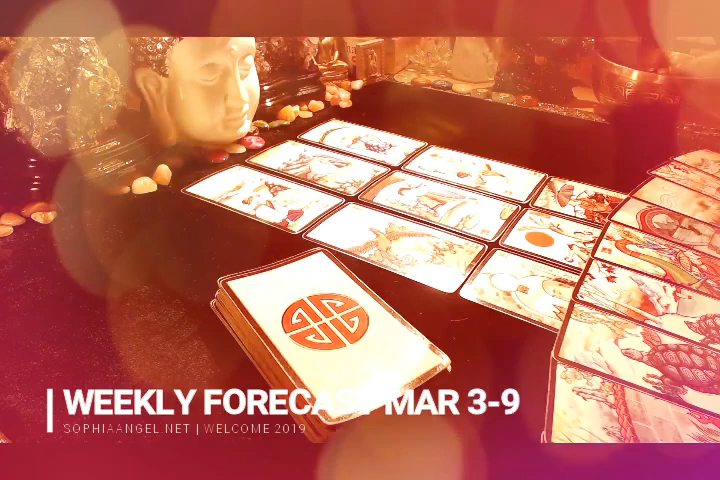 WEEKLY FORECAST MAR 3-9
SOPHIAANGEL.NET | WELCOME 2019